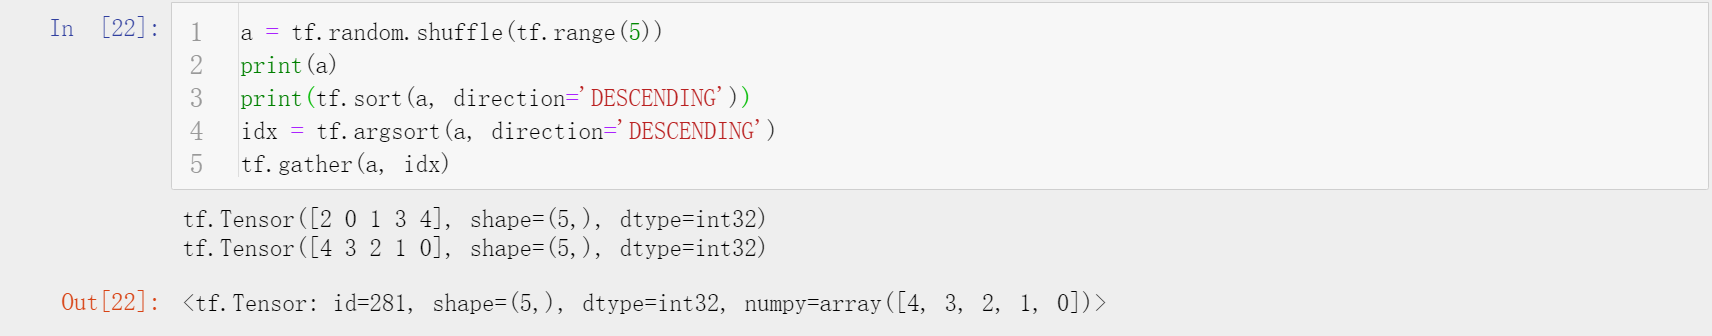 In [22]:
1 a = tf.random.shuffle(tf.range(5))
2 print(a)
3 print(tf.sort(a, direction='DESCENDING'))
4 idx = tf.argsort(a, direction='DESCENDING')
5 tf.gather(a, idx)
tf.Tensor([2 0 1 3 4], shape=(5,), dtype=int32)
tf.Tensor([4 3 2 1 0], shape=(5,), dtype=int32)
Out[22]: <tf.Tensor: id=281, shape=(5,), dtype=int32, numpy=array([4, 3, 2, 1, 0])>